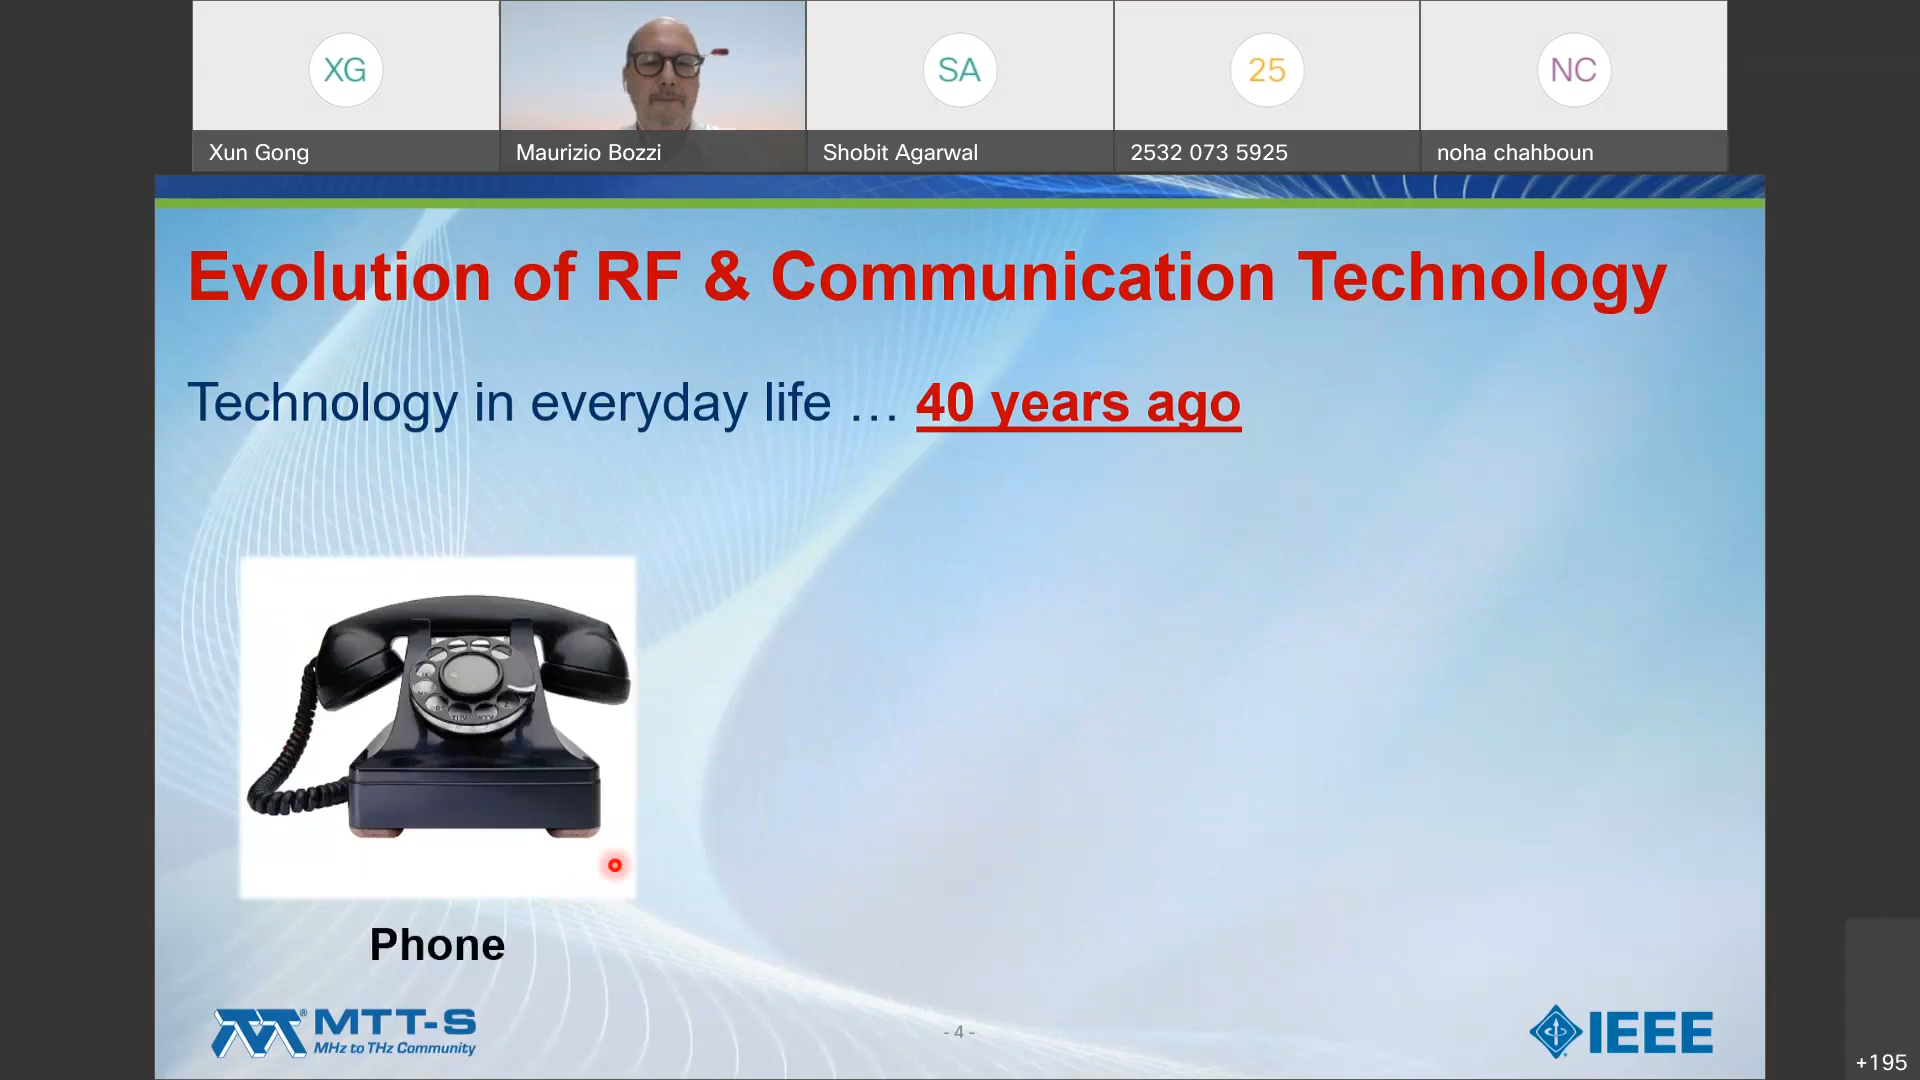 XG
SA
25
NC
Xun Gong
Maurizio Bozzi
Shobit Agarwal
2532 073 5925
noha chahboun
Evolution of RF & Communication Technology
Technology in everyday life … 40 years ago
Phone
MTT-S
MHz to THz Community
- 4 -
IEEE
+195